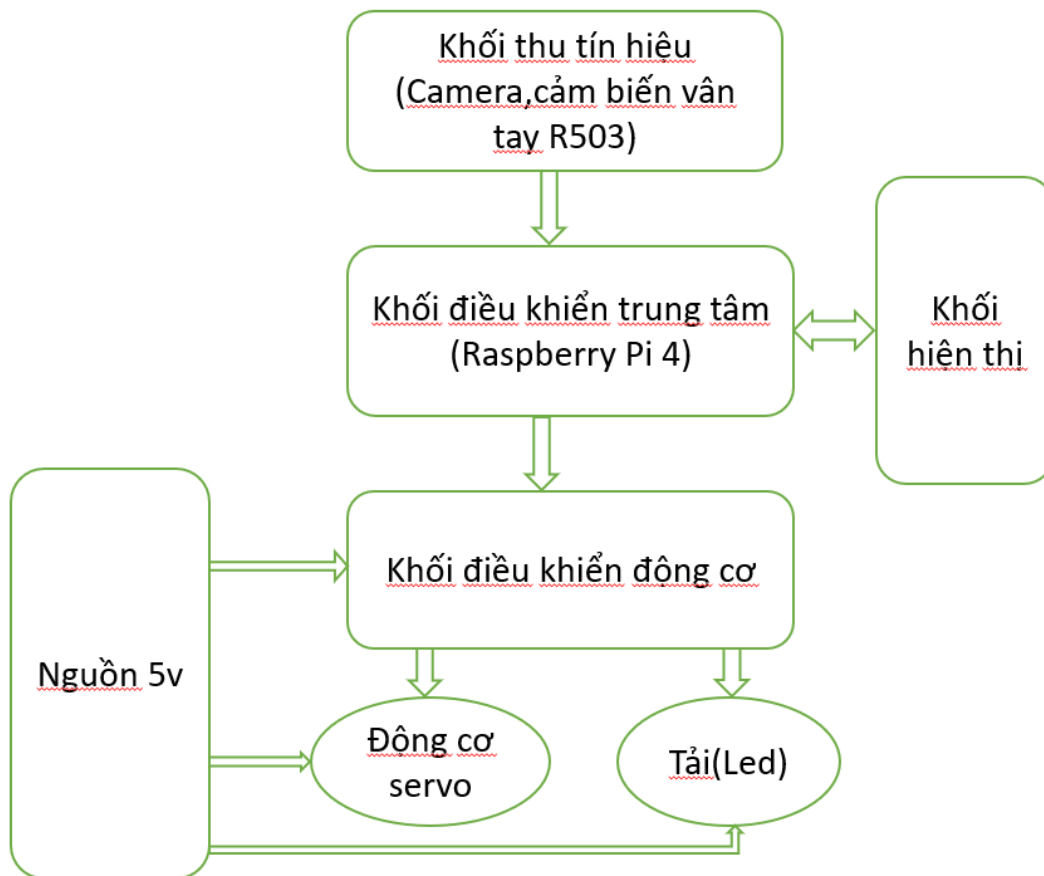 Khối thu tín hiệu
(Camera,cảm biến vân
tay R503)
Khối điều khiển trung tâm
(Raspberry Pi 4)
Khối
hiện thị
Khối điều khiển động cơ
Nguồn 5v
Động cơ
servo
Tải(Led)